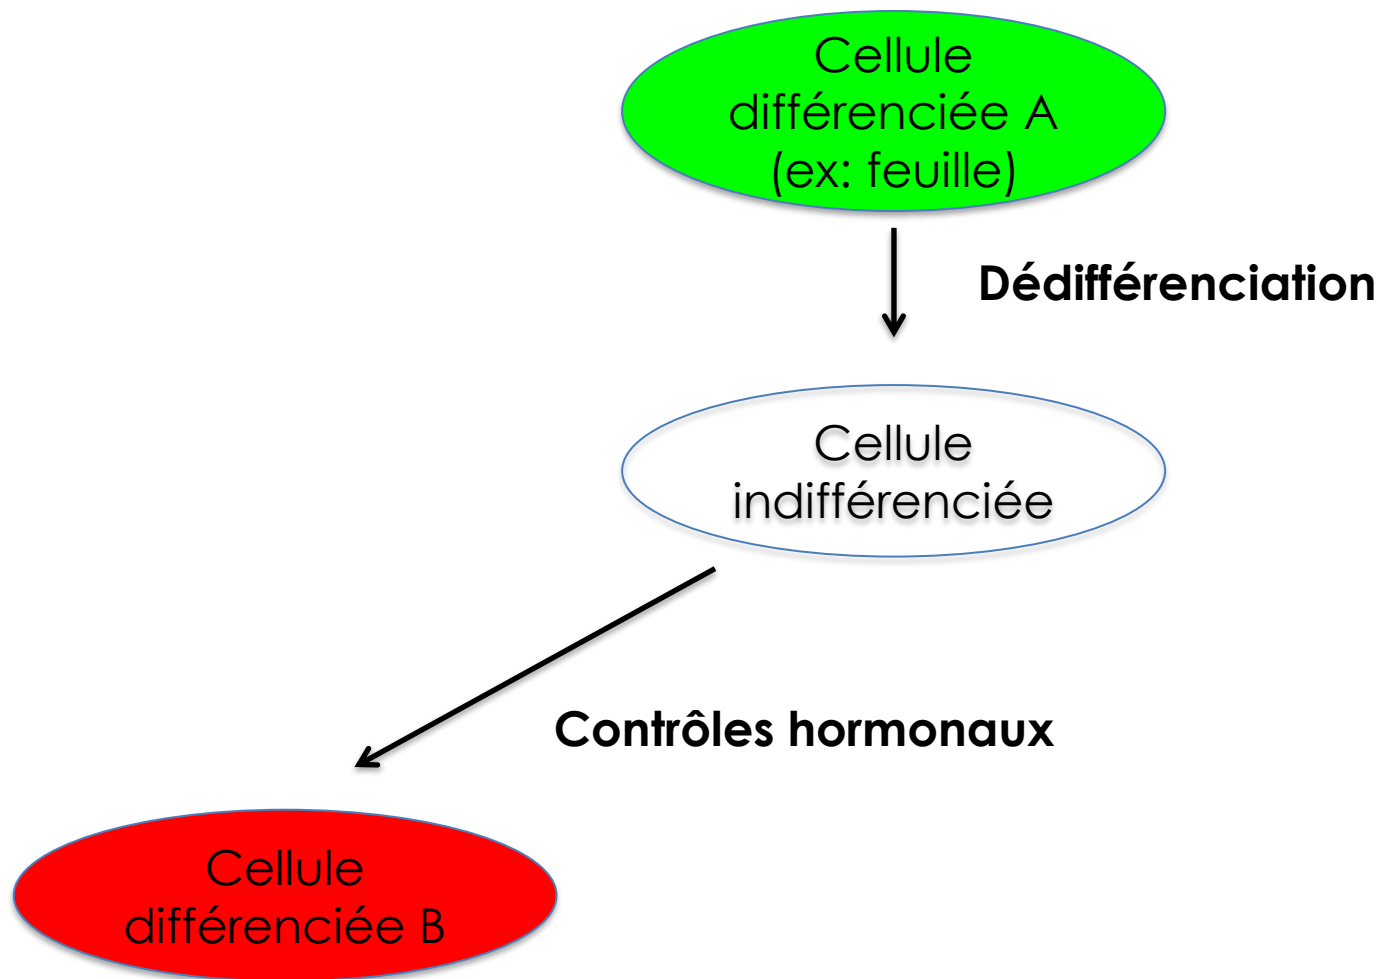 Cellule
différenciée A
(ex: feuille)
Dédifférenciation
Cellule
indifférenciée
Contrôles hormonaux
Cellule
différenciée B